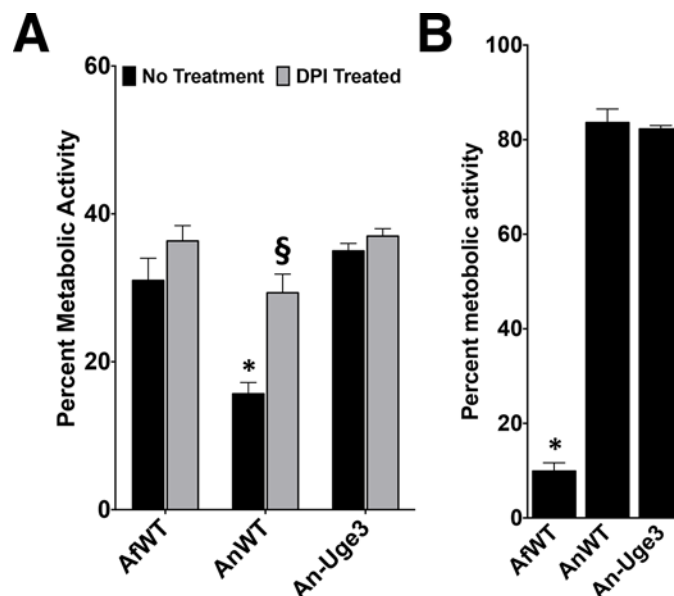 A
Percent Metabolic Activity
60
40
20
0
No Treatment
DPI Treated
*
§
AfWT
AnWT
An-Uge3
B
Percent metobolic activity
100
80
60
40
20
0
*
AfWT
AnWT
An-Uge3